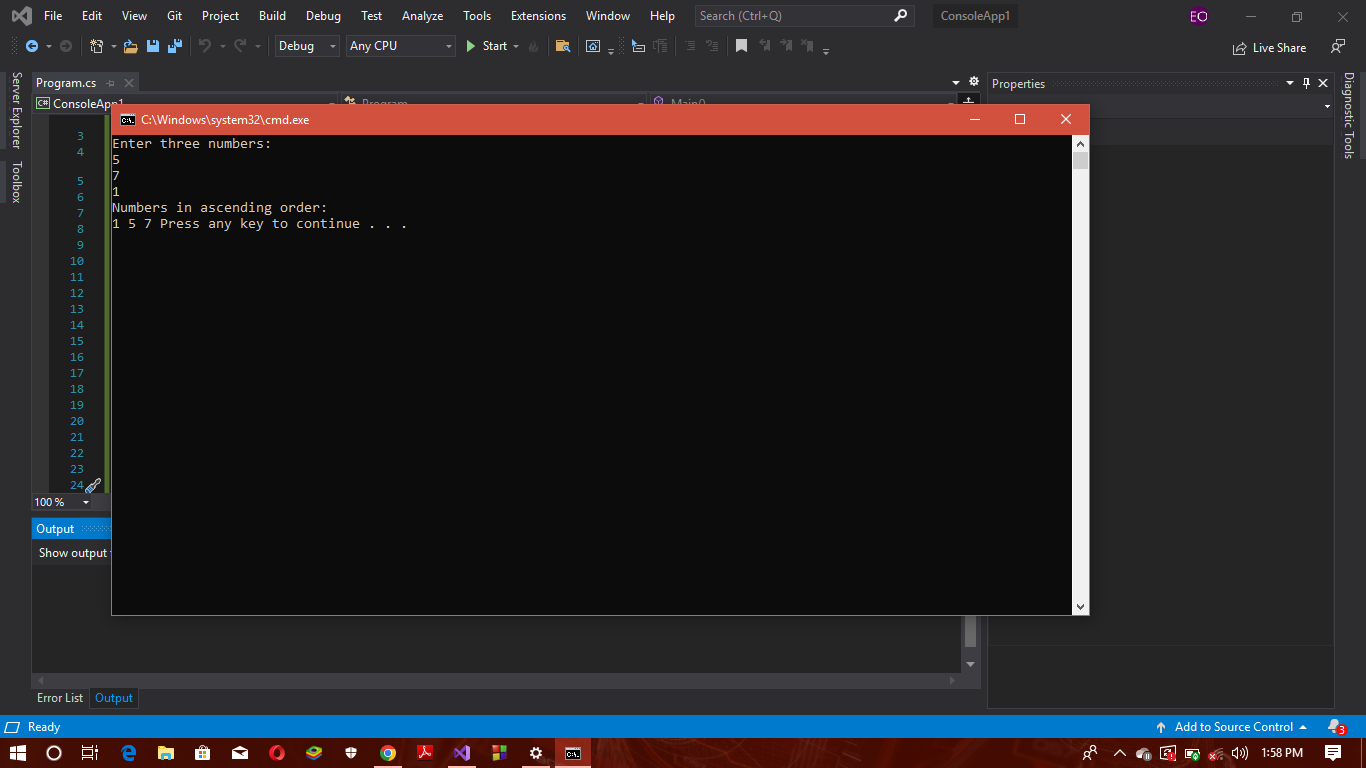 File Edit View Git Project Build Debug Test Analyze Tools Extensions Window Help Search (Ctrl+Q) ConsoleApp1 EO
Debug Any CPU Start Live Share
Server Explorer
Toolbox
Program.cs
ConsoleApp1 Program Main()
Properties
Diagnostic Tools
C:\Windows\system32\cmd.exe
Enter three numbers:
5
7
1
Numbers in ascending order:
1 5 7 Press any key to continue . . .
3
4
5
6
7
8
9
10
11
12
13
14
15
16
17
18
19
20
21
22
23
24
100 %
Output
Show output
Error List Output
Ready Add to Source Control 3
1:58 PM